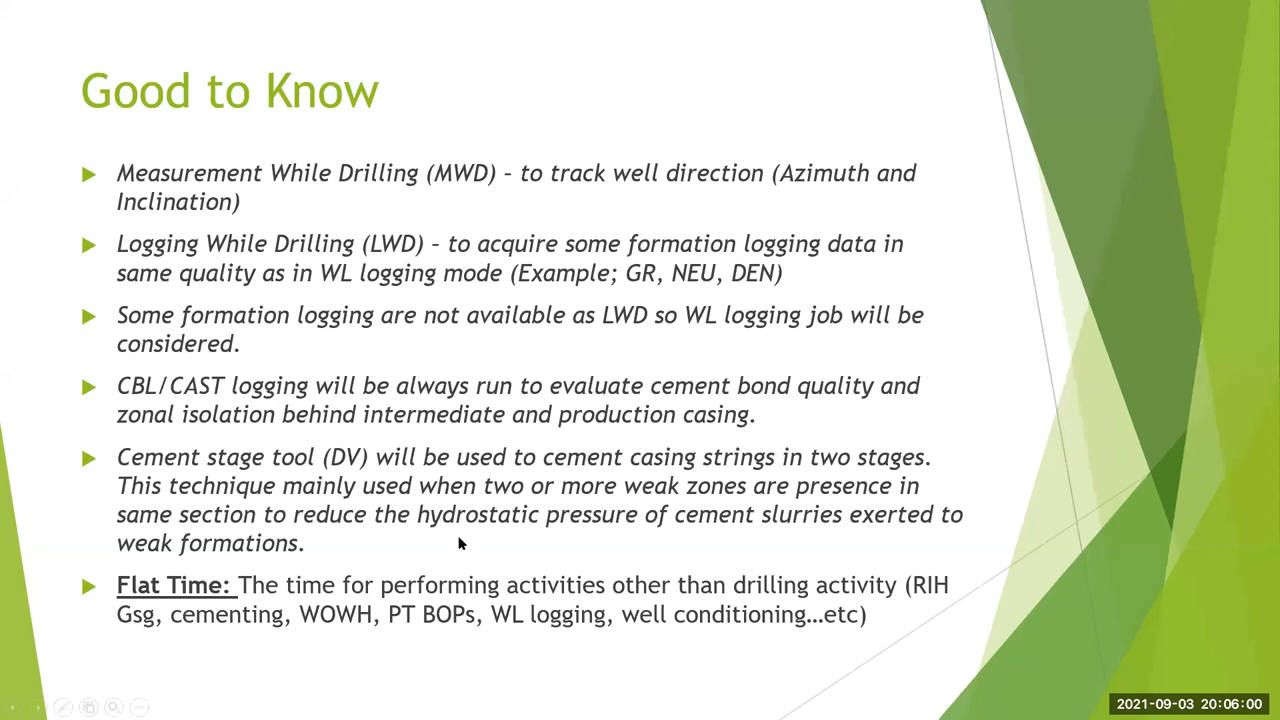 Good to Know
Measurement While Drilling (MWD) – to track well direction (Azimuth and
Inclination)
Logging While Drilling (LWD) – to acquire some formation logging data in
same quality as in WL logging mode (Example; GR, NEU, DEN)
Some formation logging are not available as LWD so WL logging job will be
considered.
CBL/CAST logging will be always run to evaluate cement bond quality and
zonal isolation behind intermediate and production casing.
Cement stage tool (DV) will be used to cement casing strings in two stages.
This technique mainly used when two or more weak zones are presence in
same section to reduce the hydrostatic pressure of cement slurries exerted to
weak formations.
Flat Time: The time for performing activities other than drilling activity (RIH
Gsg, cementing, WOWH, PT BOPs, WL logging, well conditioning…etc)
2021-09-03 20:06:00